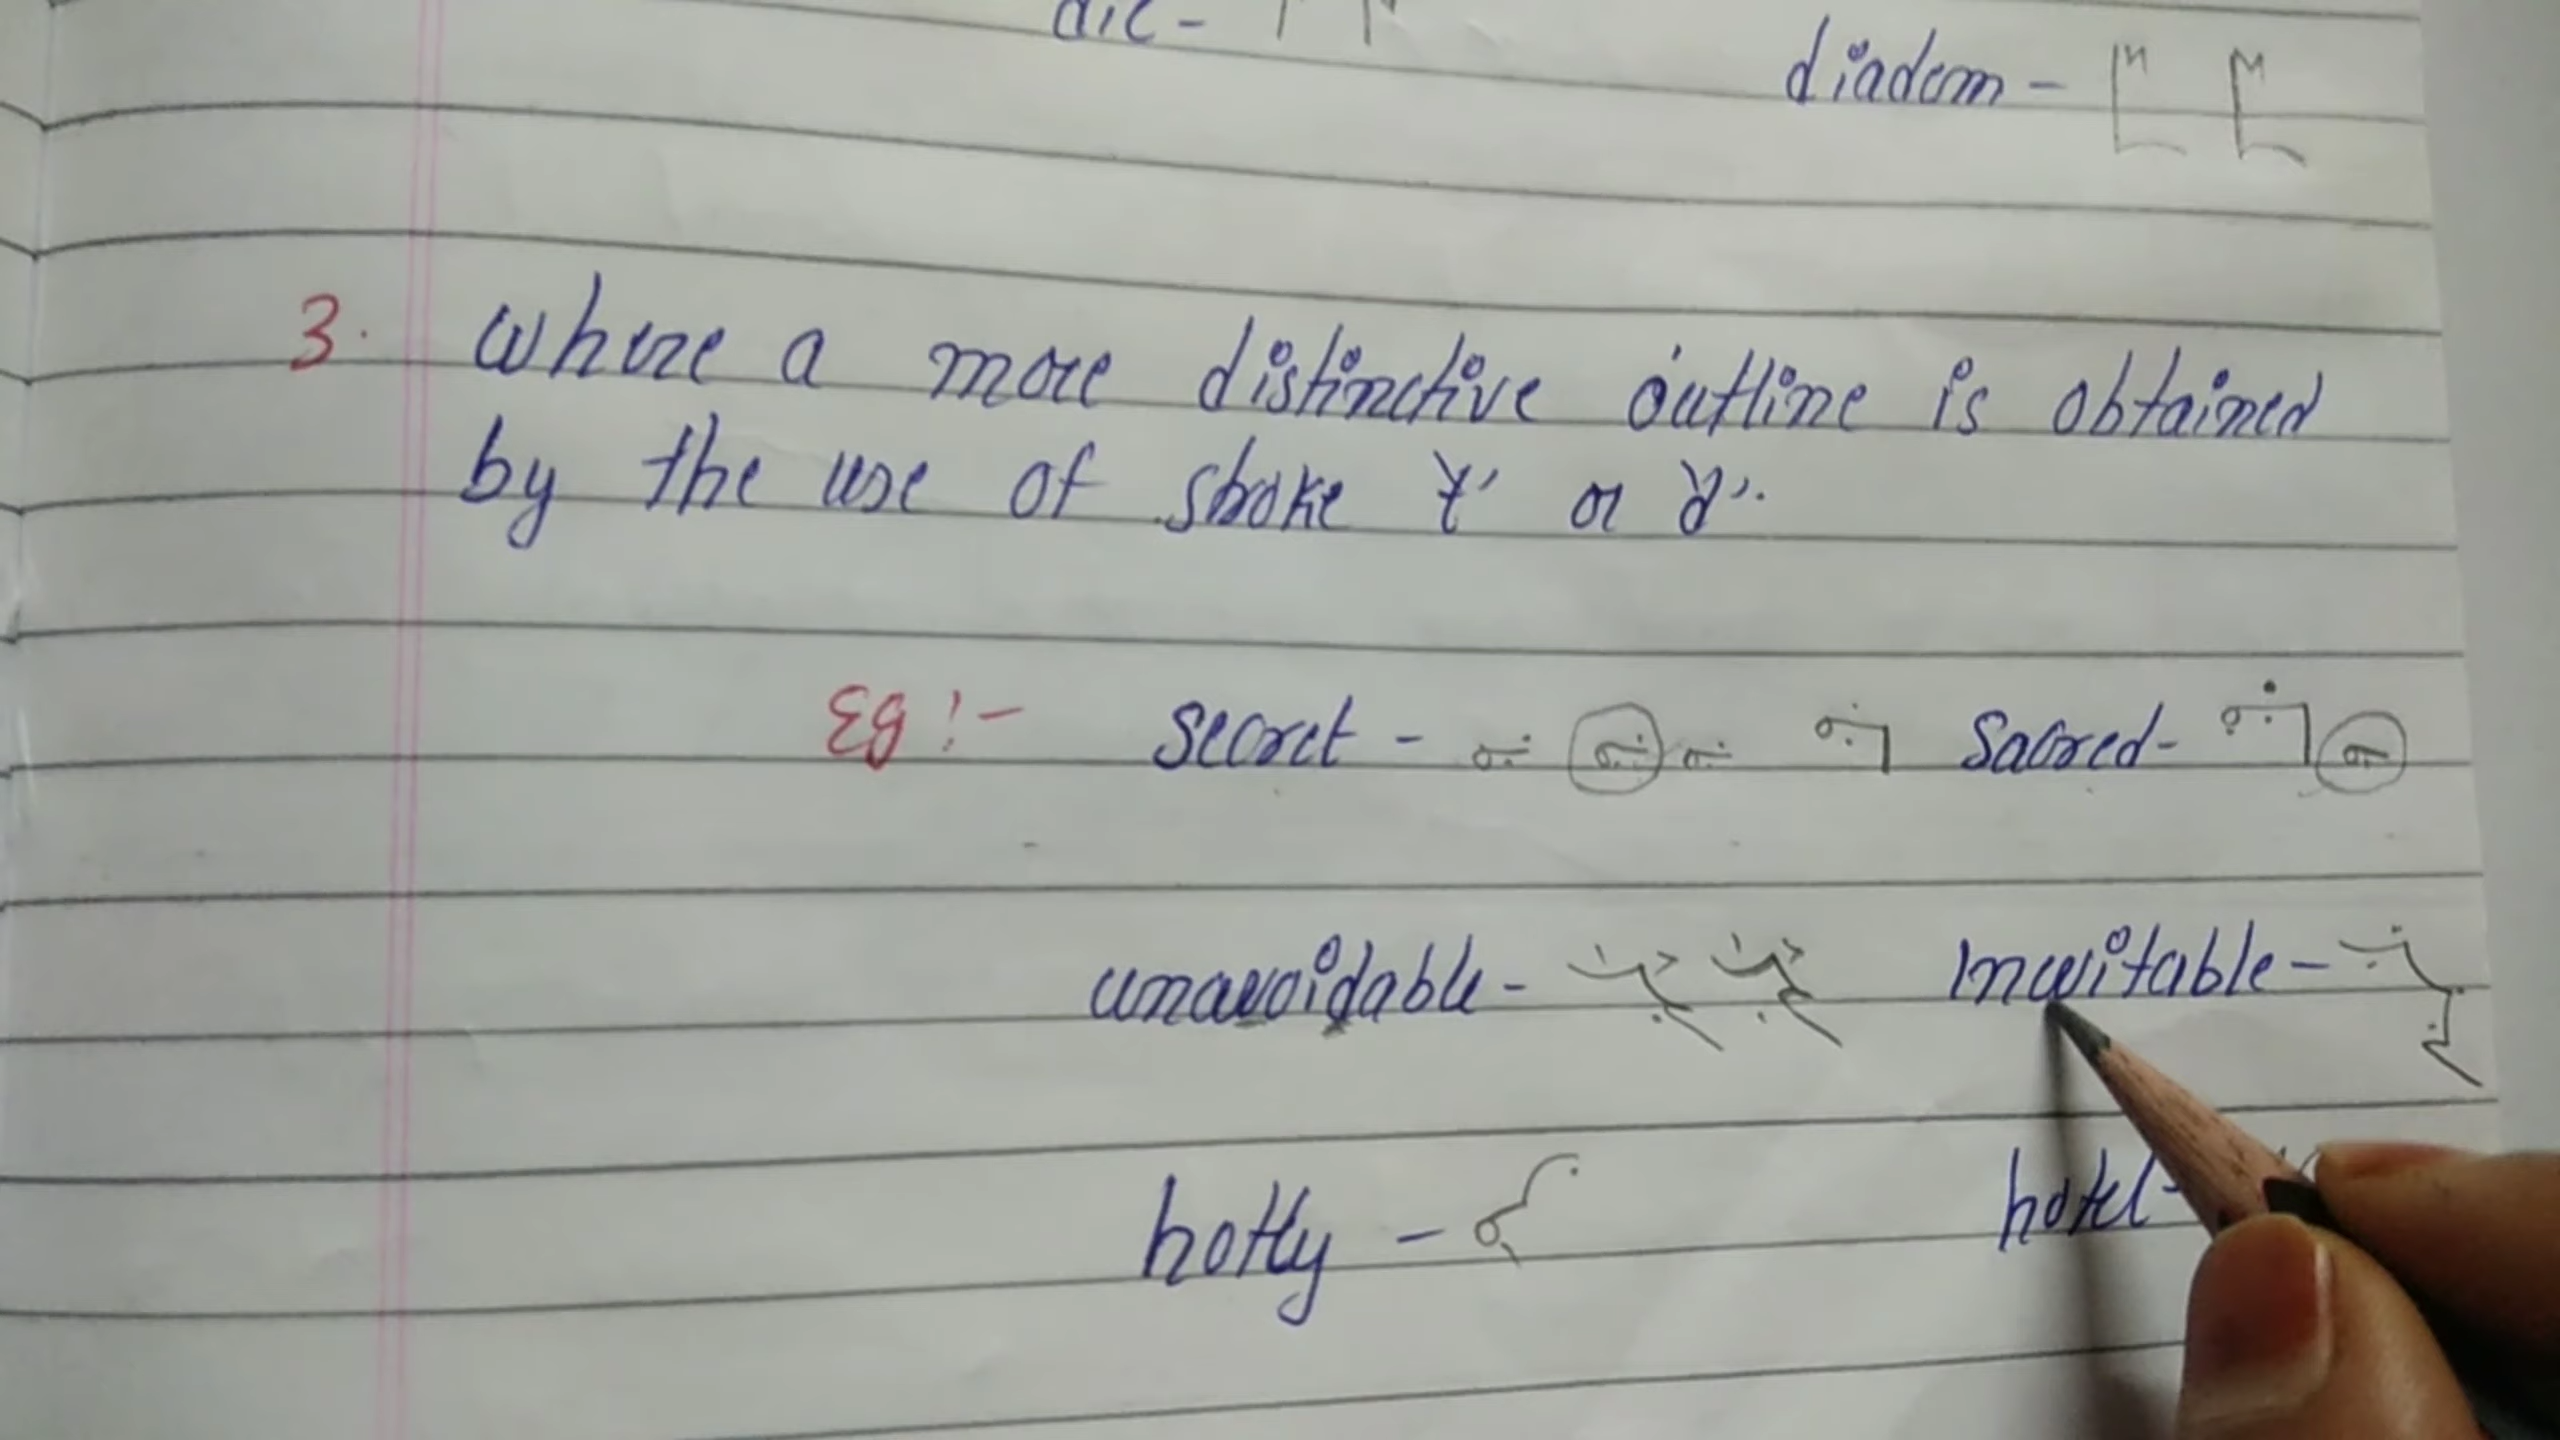 diadem -
3. Where a more distinctive outline is obtained
by the use of stroke 't' or 'd'.
Eg :- Secret - Sacred -
unavoidable - Inevitable -
hotly - hotel -